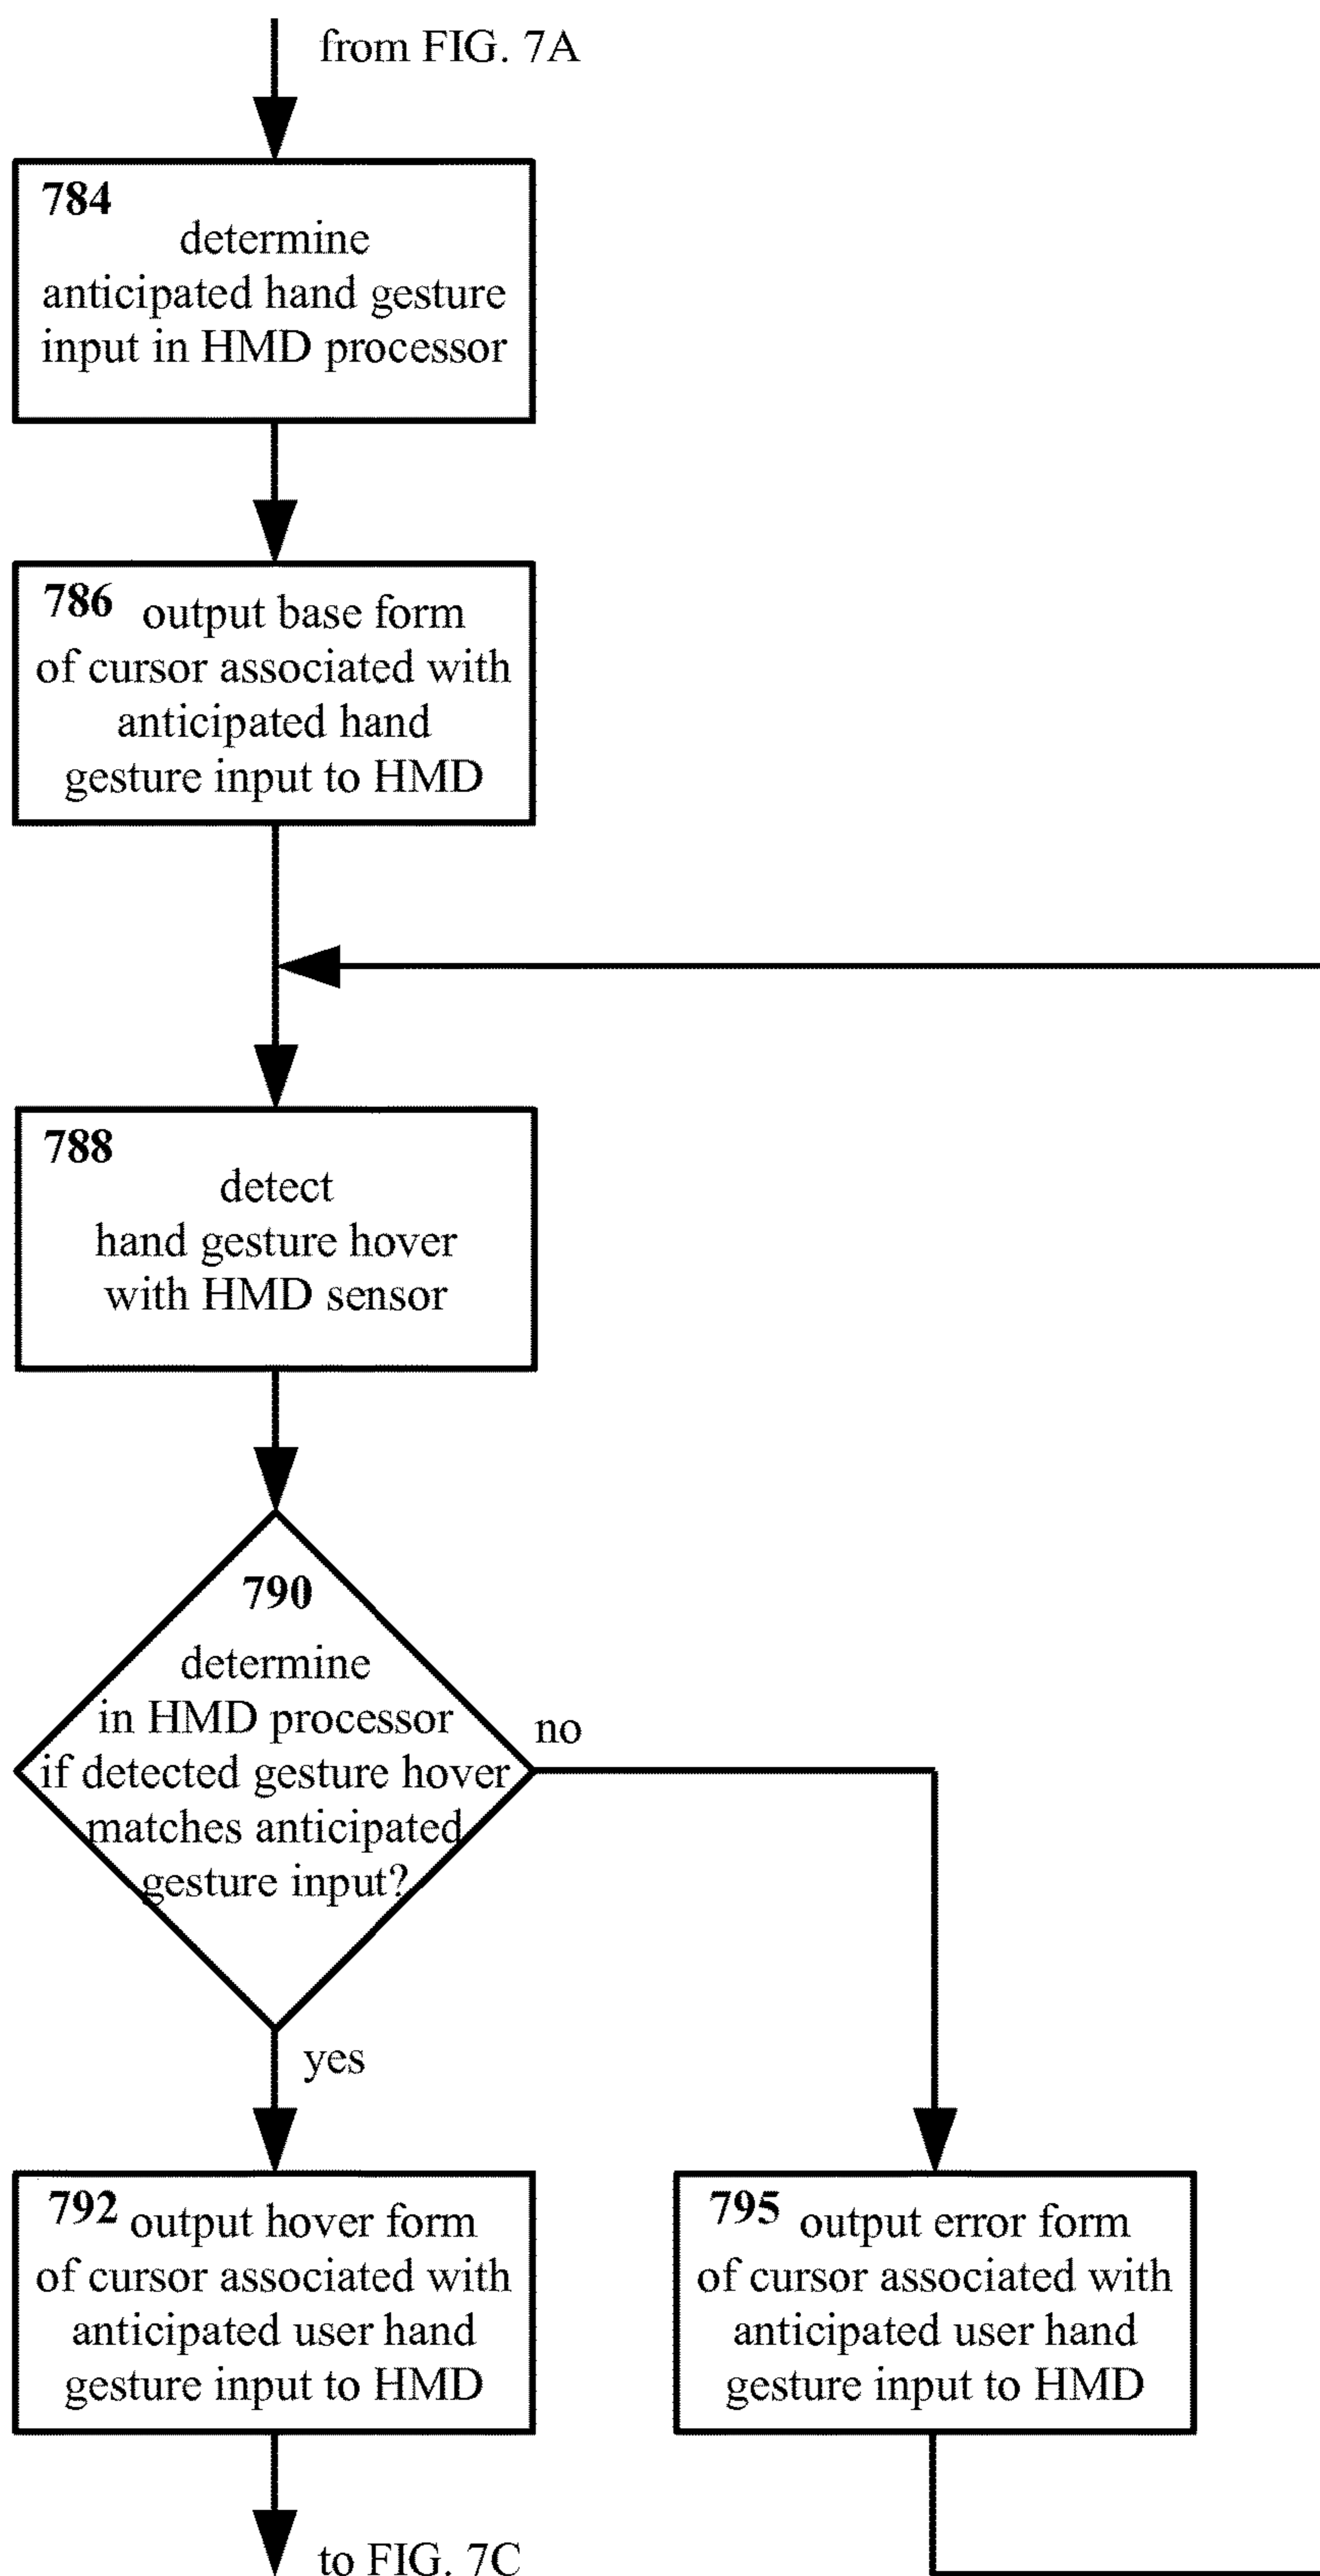 from FIG. 7A
784
determine
anticipated hand gesture
input in HMD processor
786 output base form
of cursor associated with
anticipated hand
gesture input to HMD
788
detect
hand gesture hover
with HMD sensor
790
determine
in HMD processor
if detected gesture hover
matches anticipated
gesture input?
no
yes
792 output hover form
of cursor associated with
anticipated user hand
gesture input to HMD
795 output error form
of cursor associated with
anticipated user hand
gesture input to HMD
to FIG. 7C